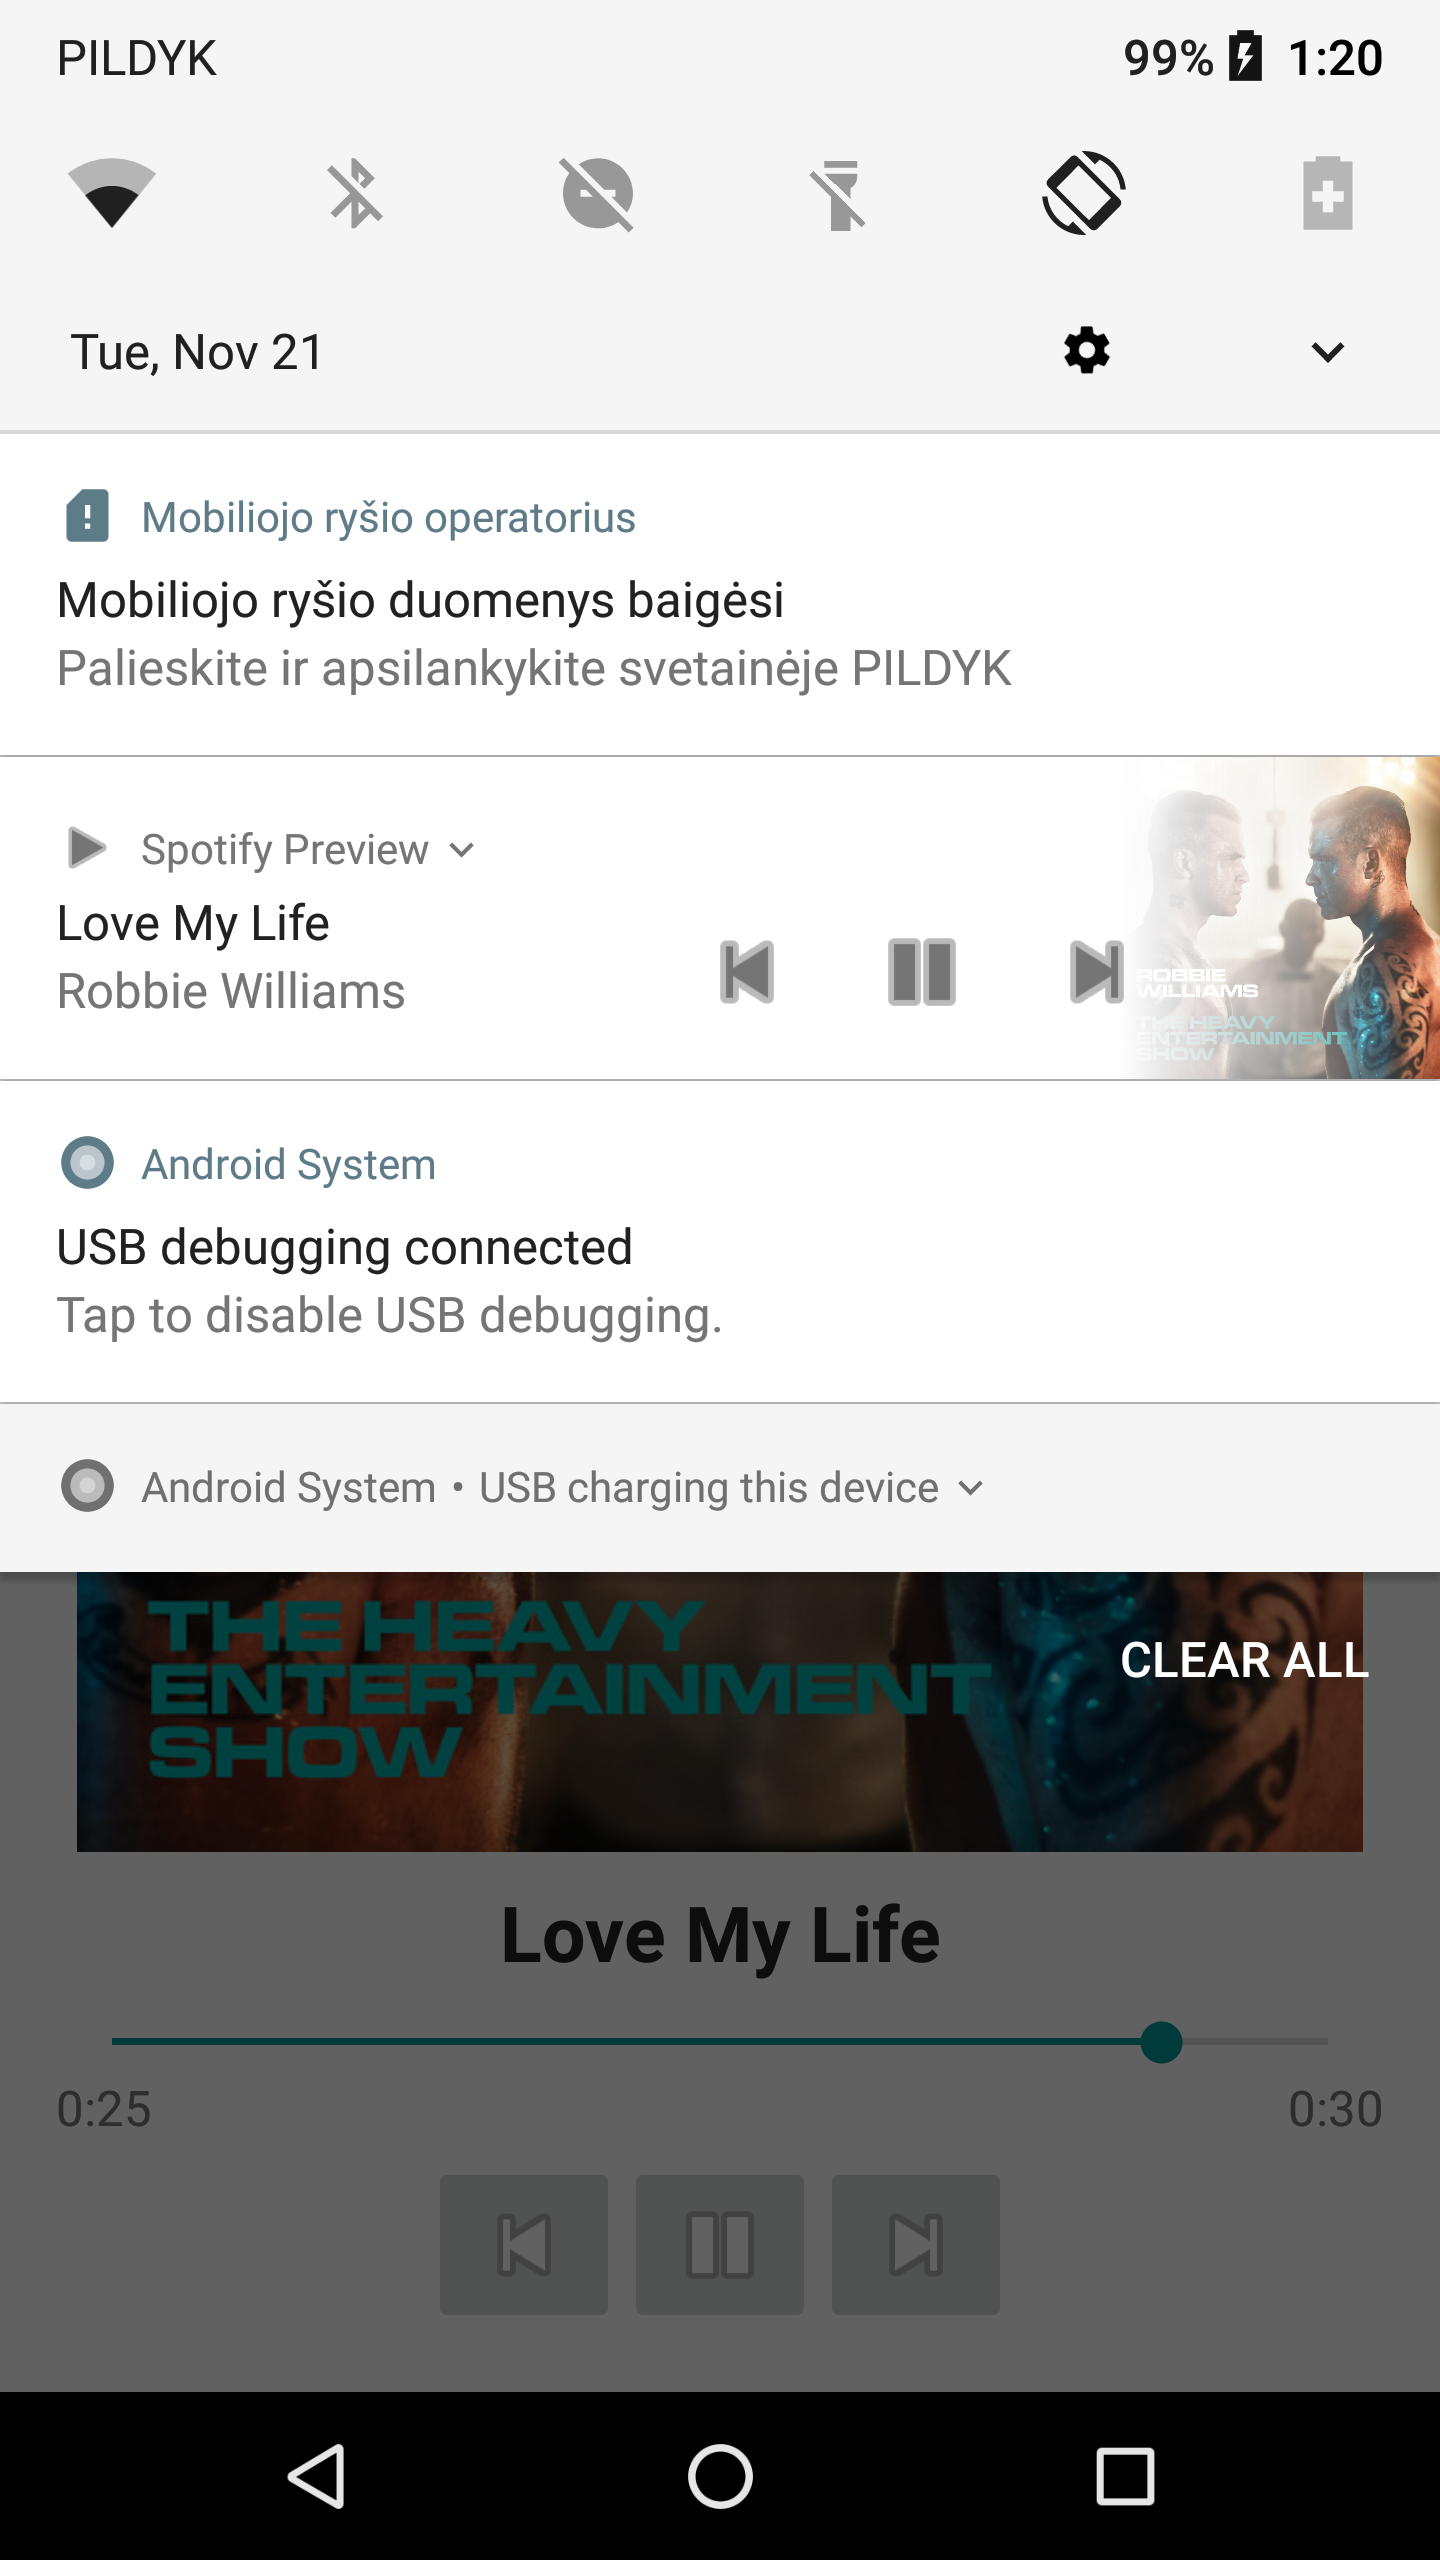 PILDYK
99% 1:20
Tue, Nov 21
Mobiliojo ryšio operatorius
Mobiliojo ryšio duomenys baigėsi
Palieskite ir apsilankykite svetainėje PILDYK
Spotify Preview
Love My Life
Robbie Williams
ROBBIE
WILLIAMS
THE HEAVY
ENTERTAINMENT
SHOW
Android System
USB debugging connected
Tap to disable USB debugging.
Android System • USB charging this device
THE HEAVY
ENTERTAINMENT
SHOW
CLEAR ALL
Love My Life
0:25
0:30